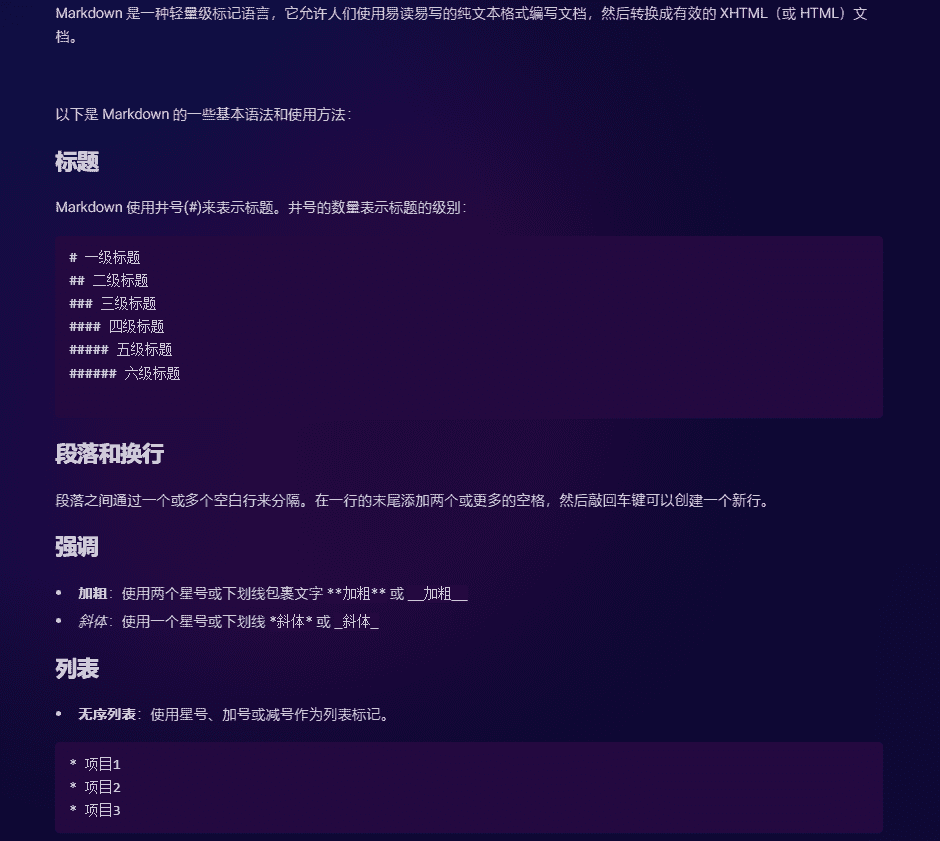 Markdown 是一种轻量级标记语言，它允许人们使用易读易写的纯文本格式编写文档，然后转换成有效的 XHTML（或 HTML）文
档。
以下是 Markdown 的一些基本语法和使用方法：
标题
Markdown 使用井号(#)来表示标题。井号的数量表示标题的级别：
# 一级标题
## 二级标题
### 三级标题
#### 四级标题
##### 五级标题
###### 六级标题
段落和换行
段落之间通过一个或多个空白行来分隔。在一行的末尾添加两个或更多的空格，然后敲回车键可以创建一个新行。
强调
• 加粗：使用两个星号或下划线包裹文字 **加粗** 或 __加粗__
• 斜体：使用一个星号或下划线 *斜体* 或 _斜体_
列表
• 无序列表：使用星号、加号或减号作为列表标记。
* 项目1
* 项目2
* 项目3